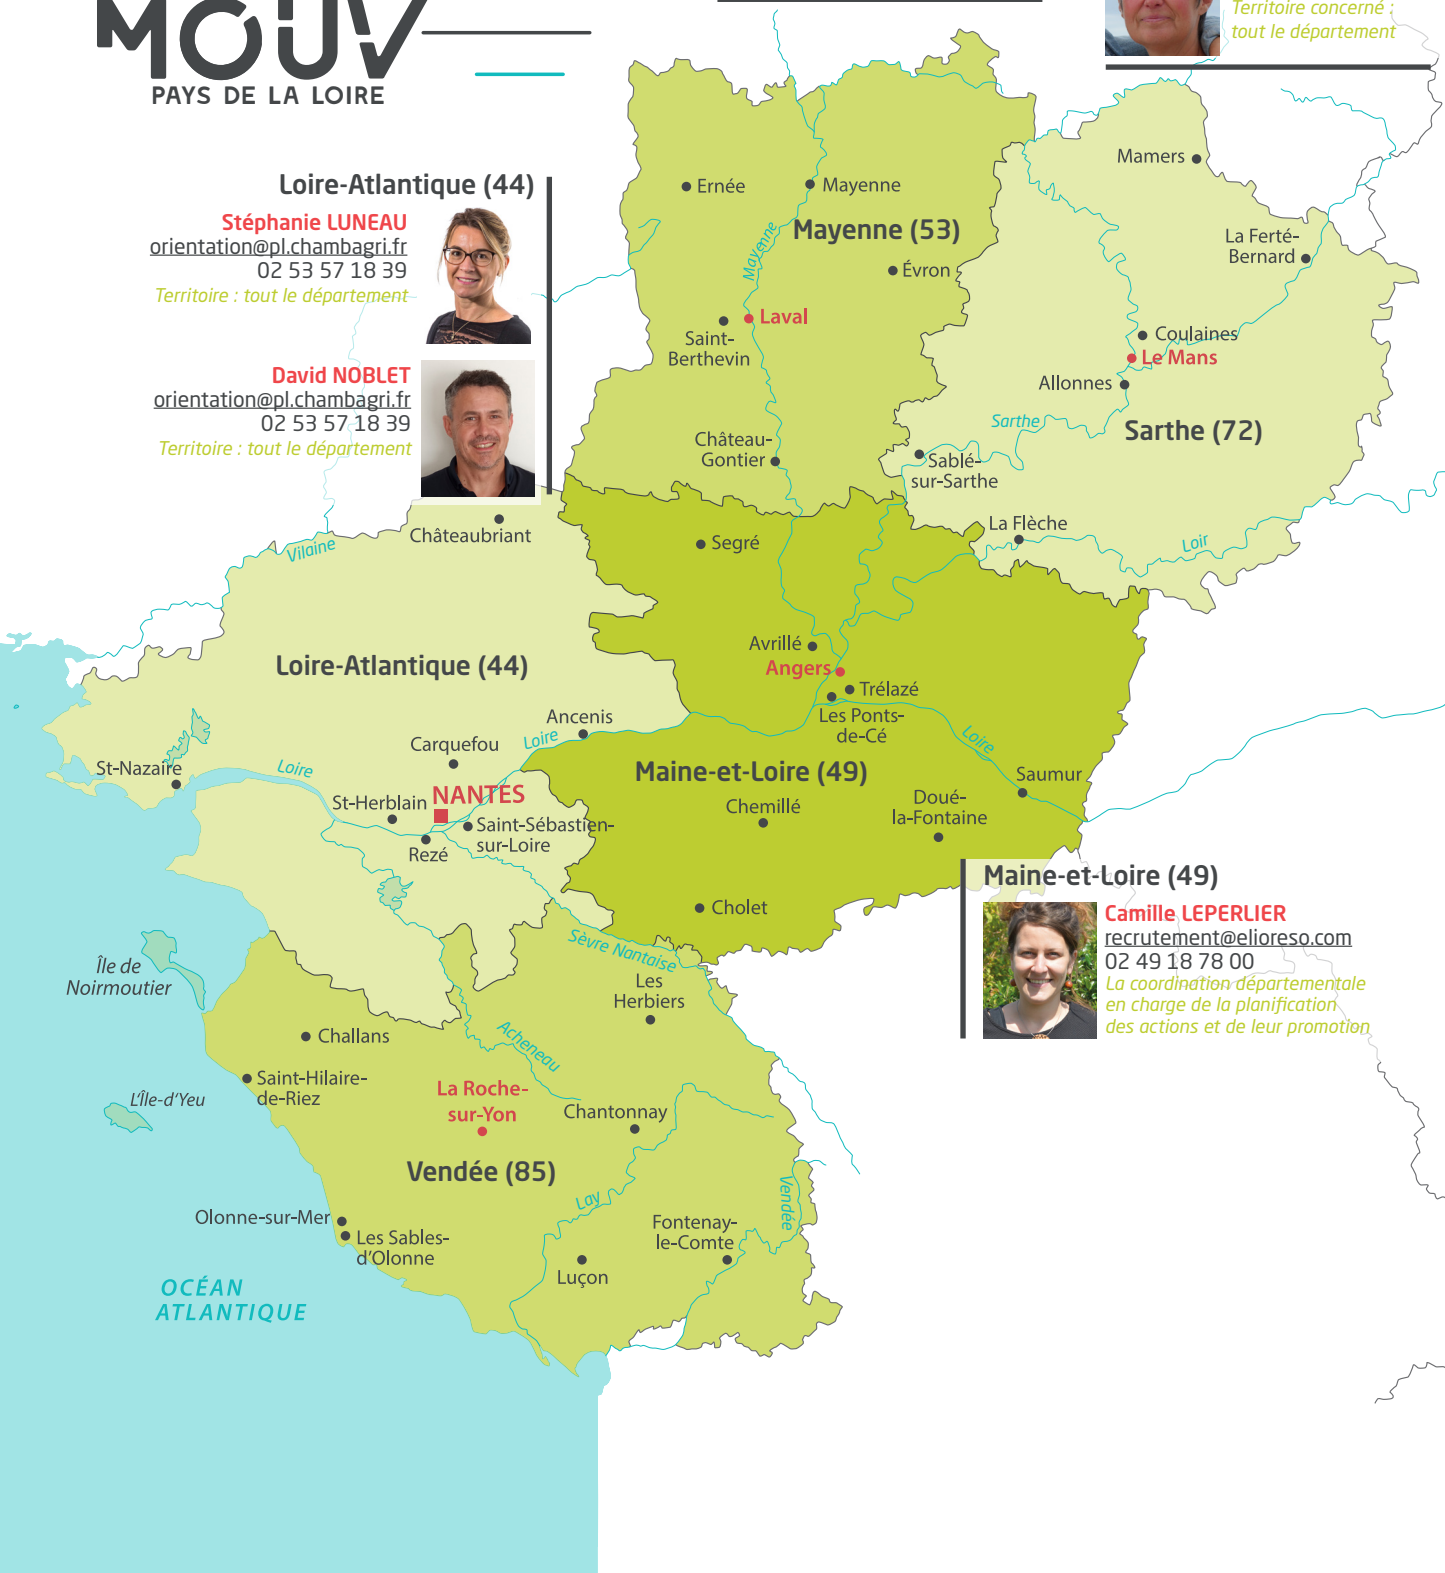 MOUV
PAYS DE LA LOIRE
Territoire concerné :
tout le département
Loire-Atlantique (44)
Stéphanie LUNEAU
orientation@pl.chambagri.fr
02 53 57 18 39
Territoire : tout le département
David NOBLET
orientation@pl.chambagri.fr
02 53 57 18 39
Territoire : tout le département
Mamers
Ernée
Mayenne
Mayenne (53)
Mayenne
La Ferté-
Bernard
Évron
Laval
Saint-
Berthevin
Coulaines
Le Mans
Allonnes
Sarthe
Sarthe (72)
Château-
Gontier
Sablé-
sur-Sarthe
La Flèche
Loir
Châteaubriant
Vilaine
Segré
Avrillé
Angers
Trélazé
Les Ponts-
de-Cé
Loire-Atlantique (44)
Ancenis
Loire
Carquefou
Loire
St-Nazaire
Loire
Maine-et-Loire (49)
Saumur
St-Herblain
NANTES
Chemillé
Doué-
la-Fontaine
Saint-Sébastien-
sur-Loire
Rezé
Cholet
Maine-et-Loire (49)
Camille LEPERLIER
recrutement@elioreso.com
02 49 18 78 00
La coordination départementale
en charge de la planification
des actions et de leur promotion
Sèvre Nantaise
Île de
Noirmoutier
Les
Herbiers
Challans
Acheneau
Saint-Hilaire-
de-Riez
L'Île-d'Yeu
La Roche-
sur-Yon
Chantonnay
Vendée (85)
Lay
Vendée
Olonne-sur-Mer
Les Sables-
d'Olonne
Fontenay-
le-Comte
Luçon
OCÉAN
ATLANTIQUE